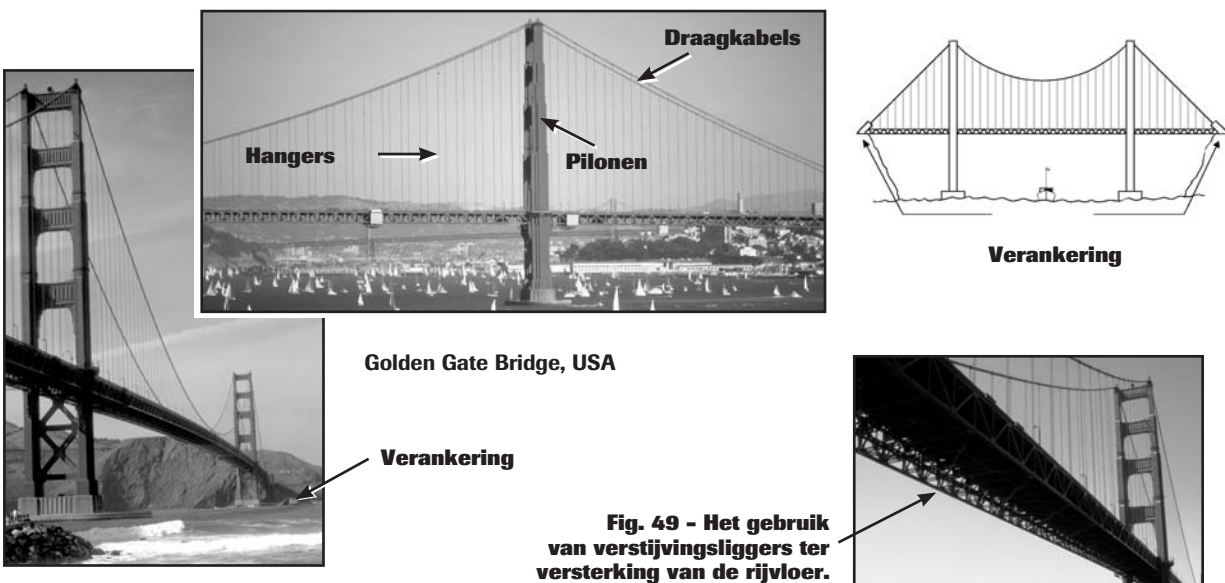 Draagkabels
Hangers
Pilonen
Verankering
Golden Gate Bridge, USA
Verankering
Fig. 49 - Het gebruik
van verstijvingsliggers ter
versterking van de rijvloer.